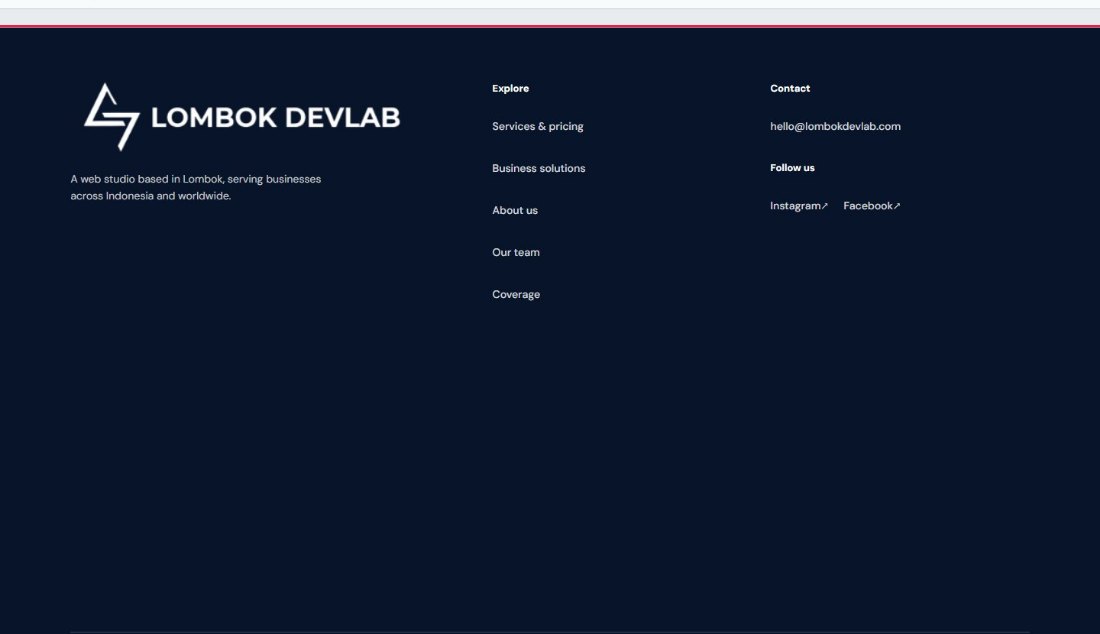 LOMBOK DEVLAB
A web studio based in Lombok, serving businesses
across Indonesia and worldwide.
Explore
Services & pricing
Business solutions
About us
Our team
Coverage
Contact
hello@lombokdevlab.com
Follow us
Instagram↗ Facebook↗